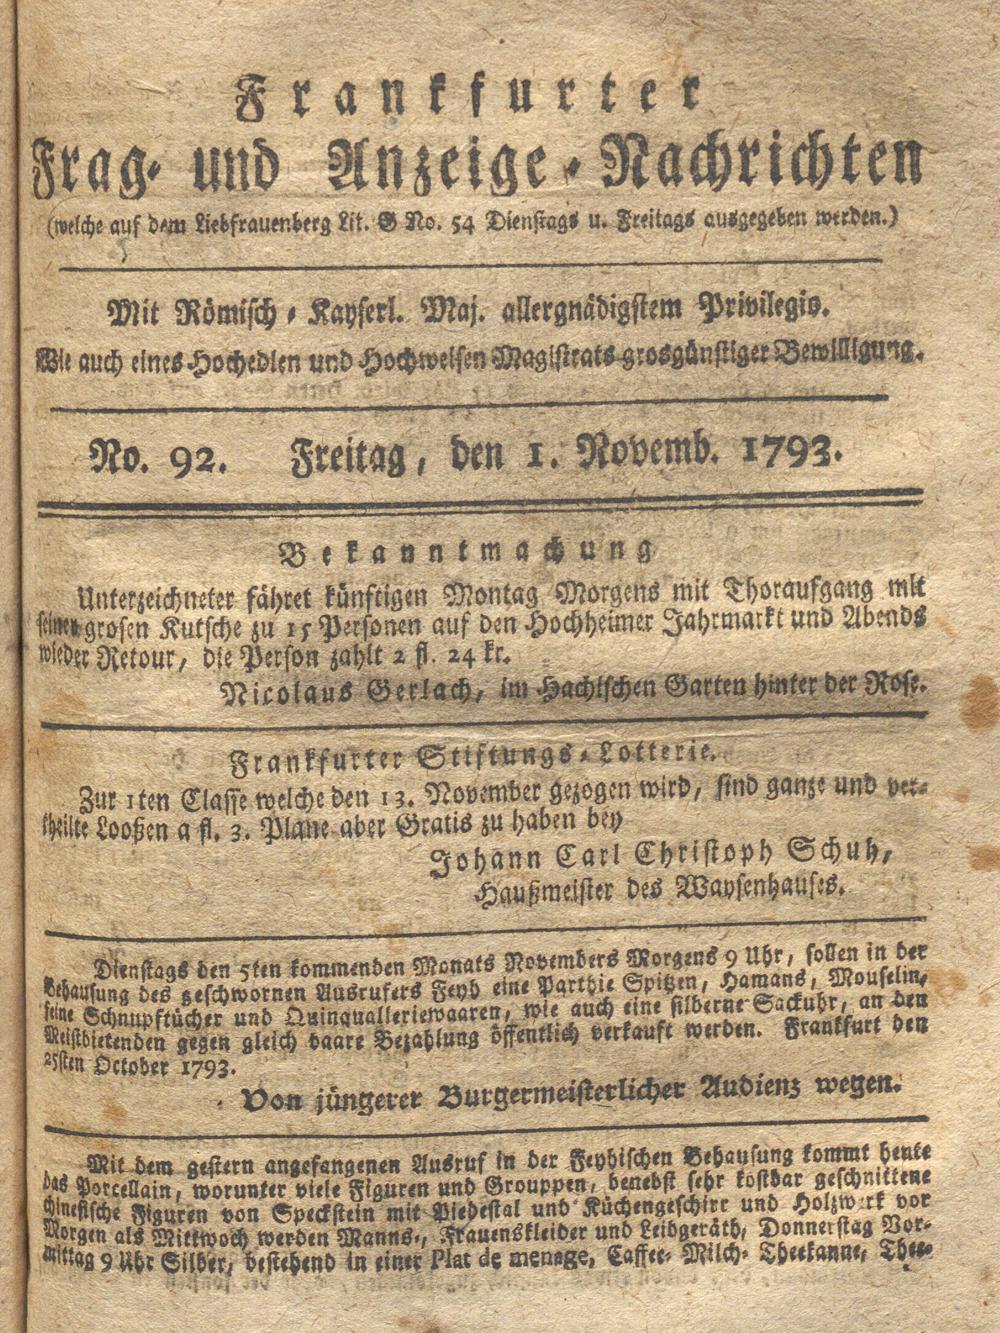 Frankfurter
Frag- und Anzeige-Nachrichten
(welche auf dem Liebfrauenberg Lit. G No. 54 Dienstags u. Freitags ausgegeben werden.)
Mit Römisch-Kayserl. Maj. allergnädigstem Privilegio.
Wie auch eines Hochedlen und Hochweisen Magistrats grosgünstiger Bewilligung.
No. 92. Freitag, den 1. Novemb. 1793.
Bekanntmachung
Unterzeichneter fähret künftigen Montag Morgens mit Thoraufgang mit
seiner grosen Kutsche zu 15 Personen auf den Hochheimer Jahrmarkt und Abends
wieder Retour, die Person zahlt 2 fl. 24 kr.
Nicolaus Gerlach, im Hachischen Garten hinter der Rose.
Frankfurter Stiftungs-Lotterie.
Zur 1ten Classe welche den 13. November gezogen wird, sind ganze und ver-
theilte Looßen a fl. 3. Plane aber Gratis zu haben bey
Johann Carl Christoph Schuh,
Haußmeister des Waysenhauses.
Dienstags den 5ten kommenden Monats Novembers Morgens 9 Uhr, sollen in der
Behausung des geschwornen Ausrufers Feyh eine Parthie Spitzen, Hamans, Mouselin-
feine Schnupftücher und Quinqualleriewaaren, wie auch eine silberne Sackuhr, an den
Meistbietenden gegen gleich baare Bezahlung öffentlich verkauft werden. Frankfurt den
25sten October 1793.
Von jüngerer Burgermeisterlicher Audienz wegen.
Mit dem gestern angefangenen Ausruf in der Feyhischen Behausung kommt heute
das Porcellain, worunter viele Figuren und Grouppen, benebst sehr kostbar geschnittene
chinesische Figuren von Speckstein mit Piedestal und Küchengeschirr und Holzwerk vor
Morgen als Mittwoch werden Manns-, Frauenskleider und Leibgeräth, Donnerstag Vor-
mittag 9 Uhr Silber, bestehend in einer Plat de menage, Caffee- Milch- Theekanne, Thee-